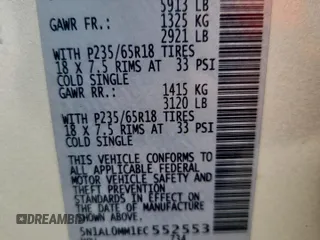 5913 LB
GAWR FR.: 1325 KG
2921 LB
WITH P235/65R18 TIRES
18 X 7.5 RIMS AT 33 PSI
COLD SINGLE
GAWR RR.: 1415 KG
3120 LB
WITH P235/65R18 TIRES
18 X 7.5 RIMS AT 33 PSI
COLD SINGLE
THIS VEHICLE CONFORMS TO
ALL APPLICABLE FEDERAL
MOTOR VEHICLE SAFETY AND
BUMPER STANDARDS IN EFFECT
ON THE DATE OF MANUFACTURE
SHOWN ABOVE.
5N1AL0MM1EC552553
DREAMBID